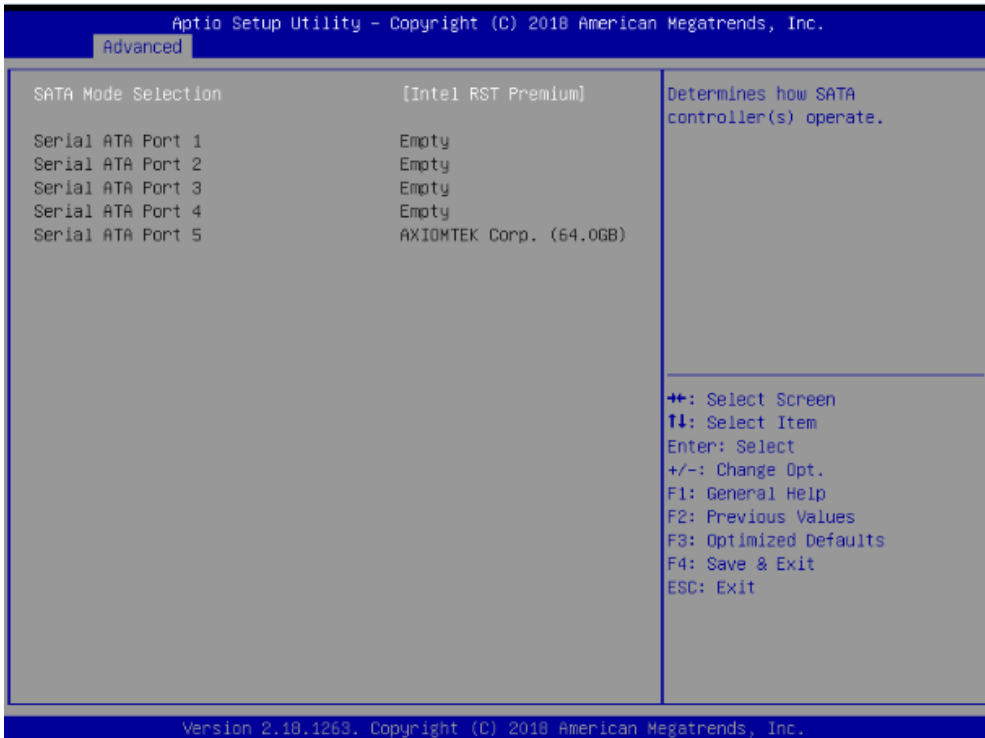 Aptio Setup Utility – Copyright (C) 2018 American Megatrends, Inc.
Advanced
SATA Mode Selection [Intel RST Premium]
Serial ATA Port 1 Empty
Serial ATA Port 2 Empty
Serial ATA Port 3 Empty
Serial ATA Port 4 Empty
Serial ATA Port 5 AXIOMTEK Corp. (64.0GB)
Determines how SATA
controller(s) operate.
→←: Select Screen
↑↓: Select Item
Enter: Select
+/-: Change Opt.
F1: General Help
F2: Previous Values
F3: Optimized Defaults
F4: Save & Exit
ESC: Exit
Version 2.18.1263. Copyright (C) 2018 American Megatrends, Inc.